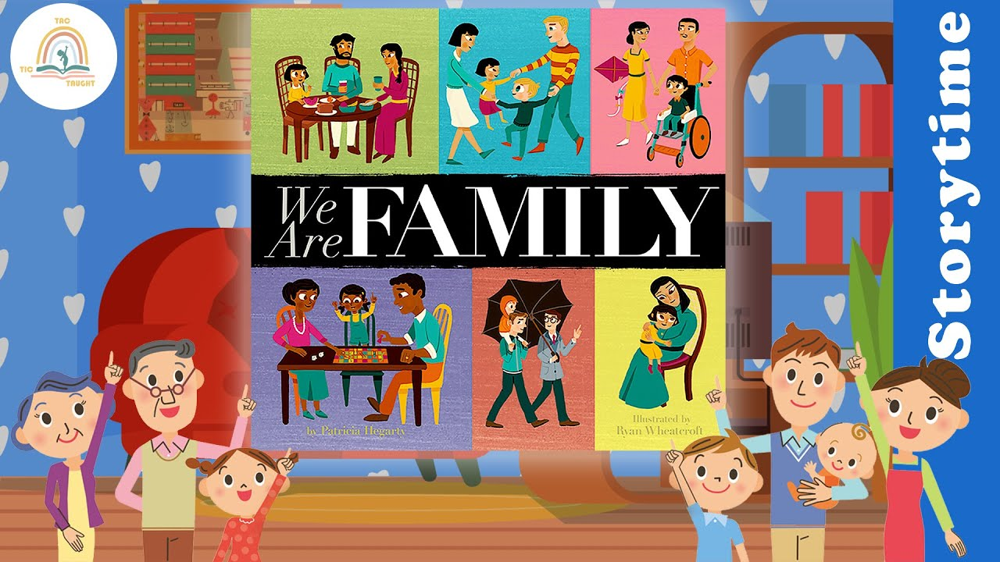 TAC
TIC
TAUGHT
We
Are
FAMILY
by Patricia Hegarty
Illustrated by
Ryan Wheatcroft
Storytime